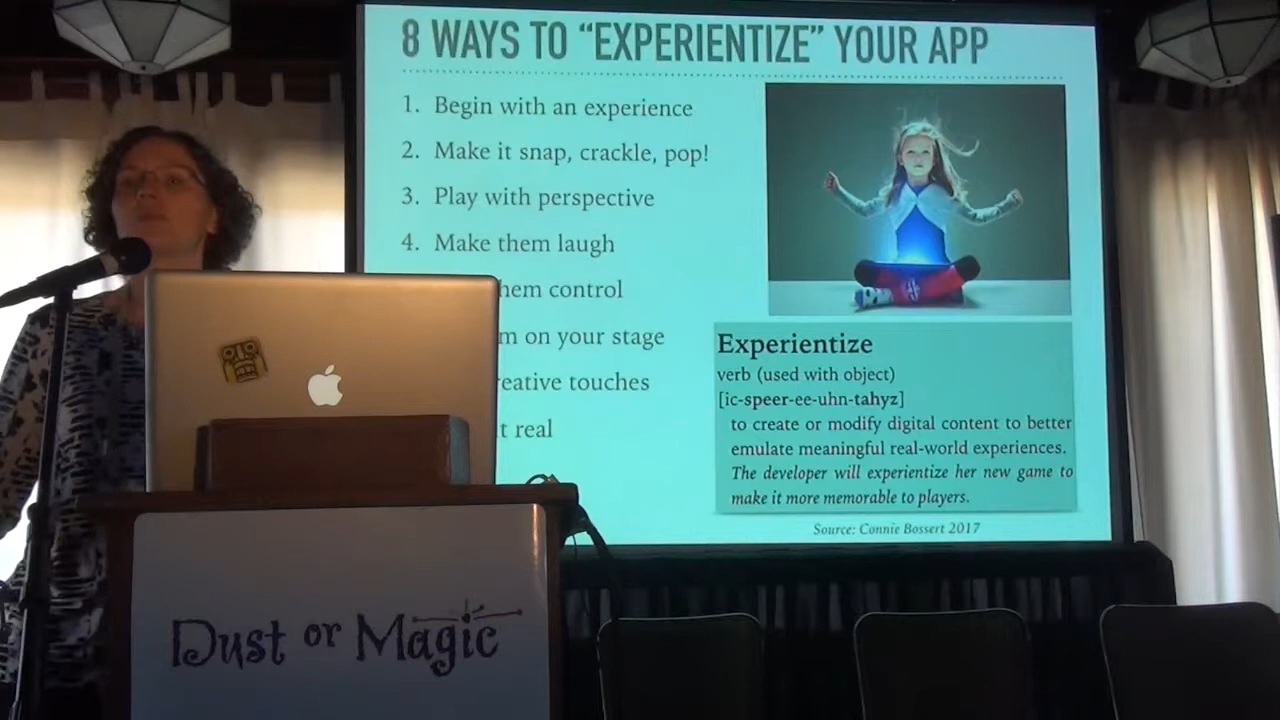 8 WAYS TO “EXPERIENTIZE” YOUR APP
1. Begin with an experience
2. Make it snap, crackle, pop!
3. Play with perspective
4. Make them laugh
hem control
m on your stage
reative touches
t real
Experientize
verb (used with object)
[ic-speer-ee-uhn-tahyz]
to create or modify digital content to better
emulate meaningful real-world experiences.
The developer will experientize her new game to
make it more memorable to players.
Source: Connie Bossert 2017
Dust or Magic